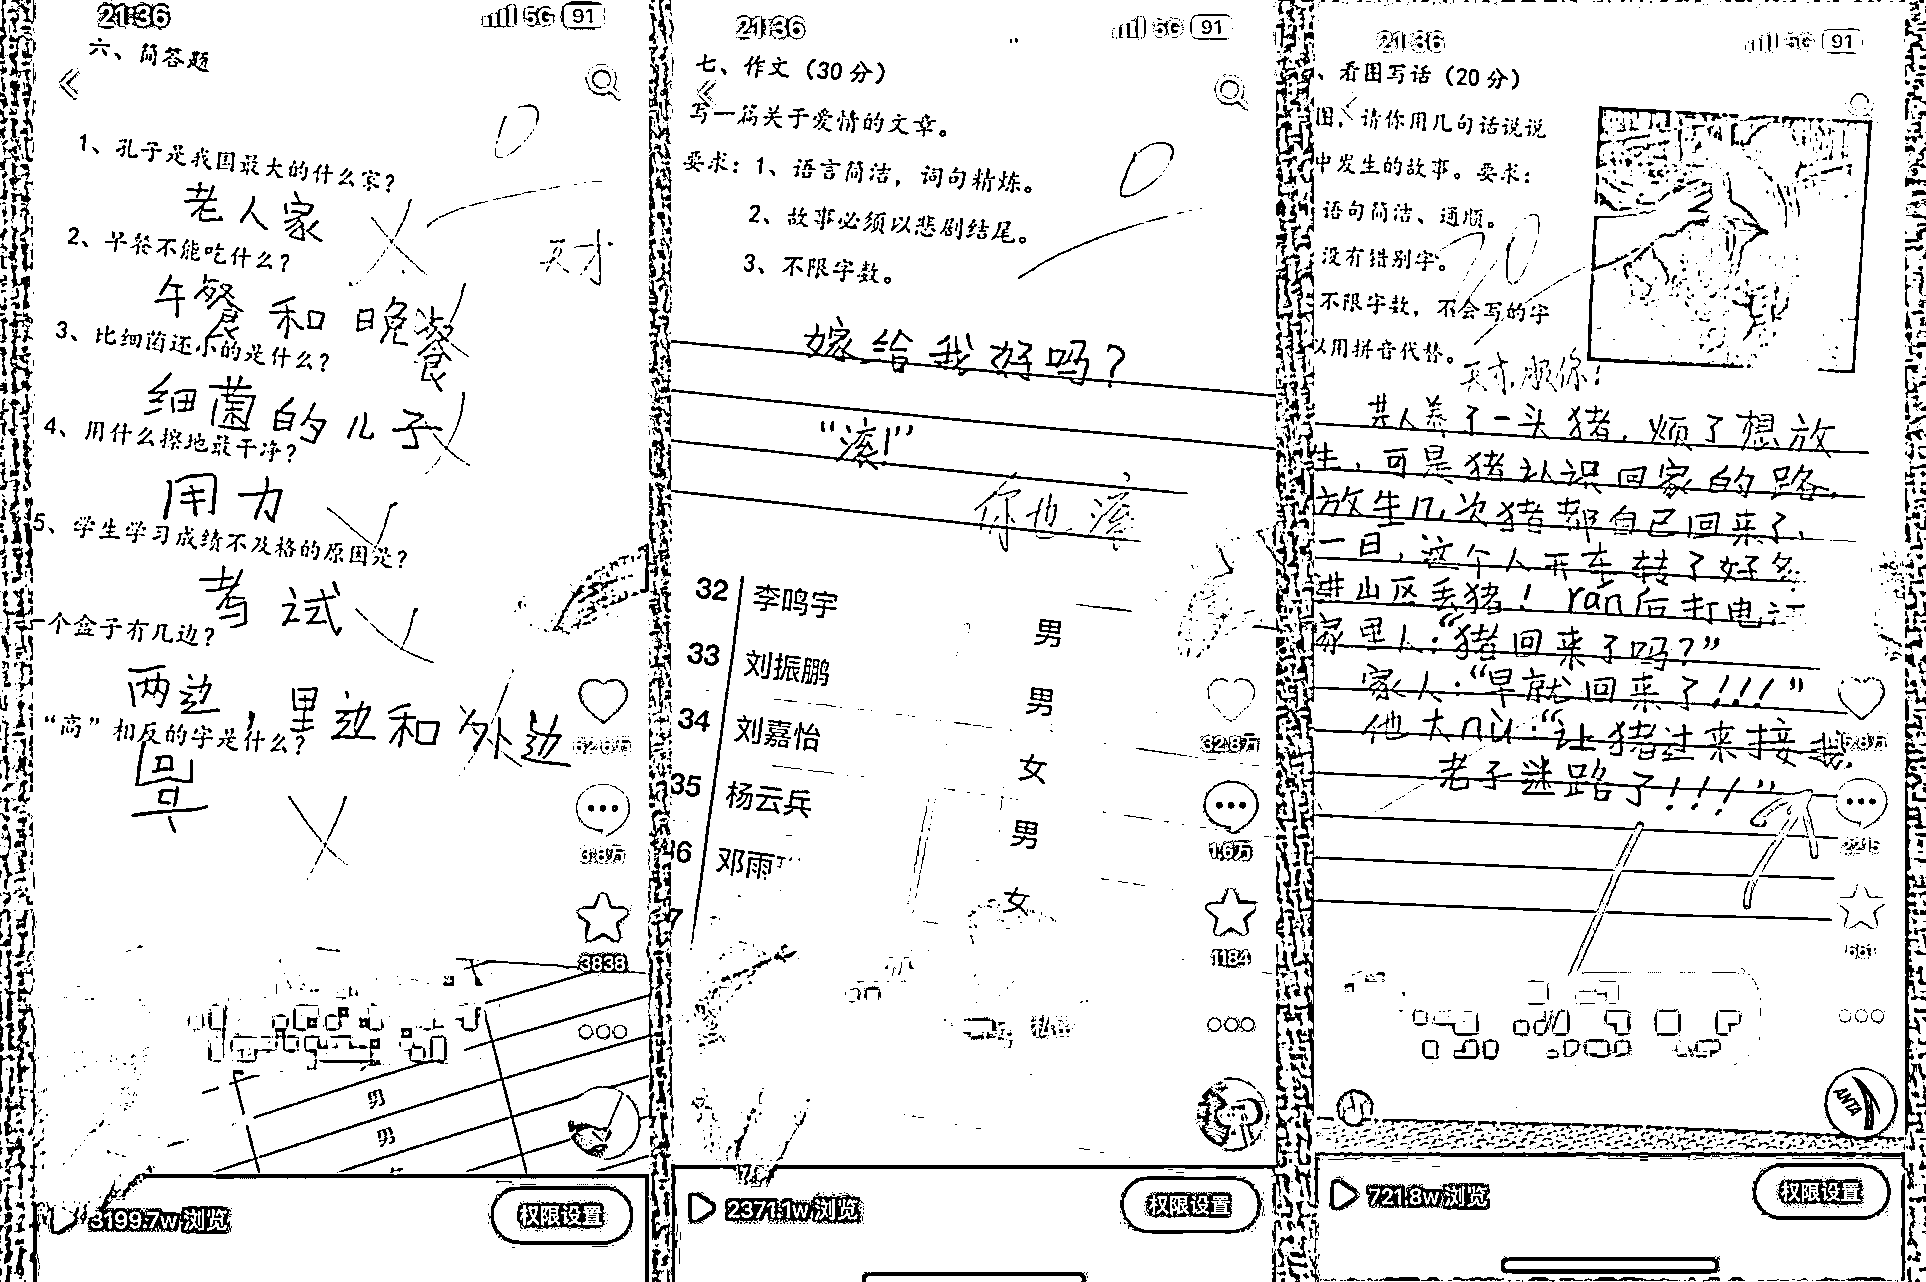 21:36
5G 91
六、简答题
0
1、孔子是我国最大的什么家？
老人家
天才
2、早餐不能吃什么？
午餐和晚餐
3、比细菌还小的是什么？
细菌的儿子
4、用什么擦地最干净？
用力
5、学生学习成绩不及格的原因是？
考试
一个盒子有几边？
两边，里边和外边
“高”相反的字是什么？
3.8万
3838
男
男
3199.7w浏览
权限设置
21:36
5G 91
七、作文（30分）
写一篇关于爱情的文章。
0
要求：1、语言简洁，词句精炼。
2、故事必须以悲剧结尾。
3、不限字数。
嫁给我好吗？
“滚！”
你也滚
32 李鸣宇 男
33 刘振鹏 男
34 刘嘉怡 女
35 杨云兵 男
邓雨 女
32.8万
1.6万
1184
2371.1w浏览
权限设置
21:36
5G 91
、看图写话（20分）
图，请你用几句话说说
中发生的故事。要求：
语句简洁、通顺。
没有错别字。
20
不限字数，不会写的字
以用拼音代替。
天才，服你！
某人养了一头猪，烦了想放
生，可是猪认识回家的路，
放生几次猪都自己回来了，
一日，这个人开车转了好多
进山区丢猪！rán后打电话
家里人：“猪回来了吗？”
家人：“早就回来了！！！”
他大nù：“让猪过来接我，
老子迷路了！！！”
661
ANTA
721.8w浏览
权限设置